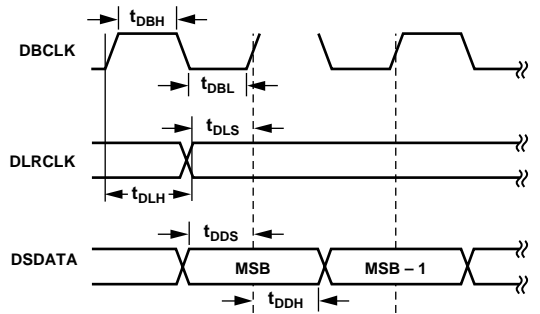 tDBH
DBCLK
tDBL
tDLS
DLRCLK
tDLH
tDDS
DSDATA
MSB
MSB – 1
tDDH